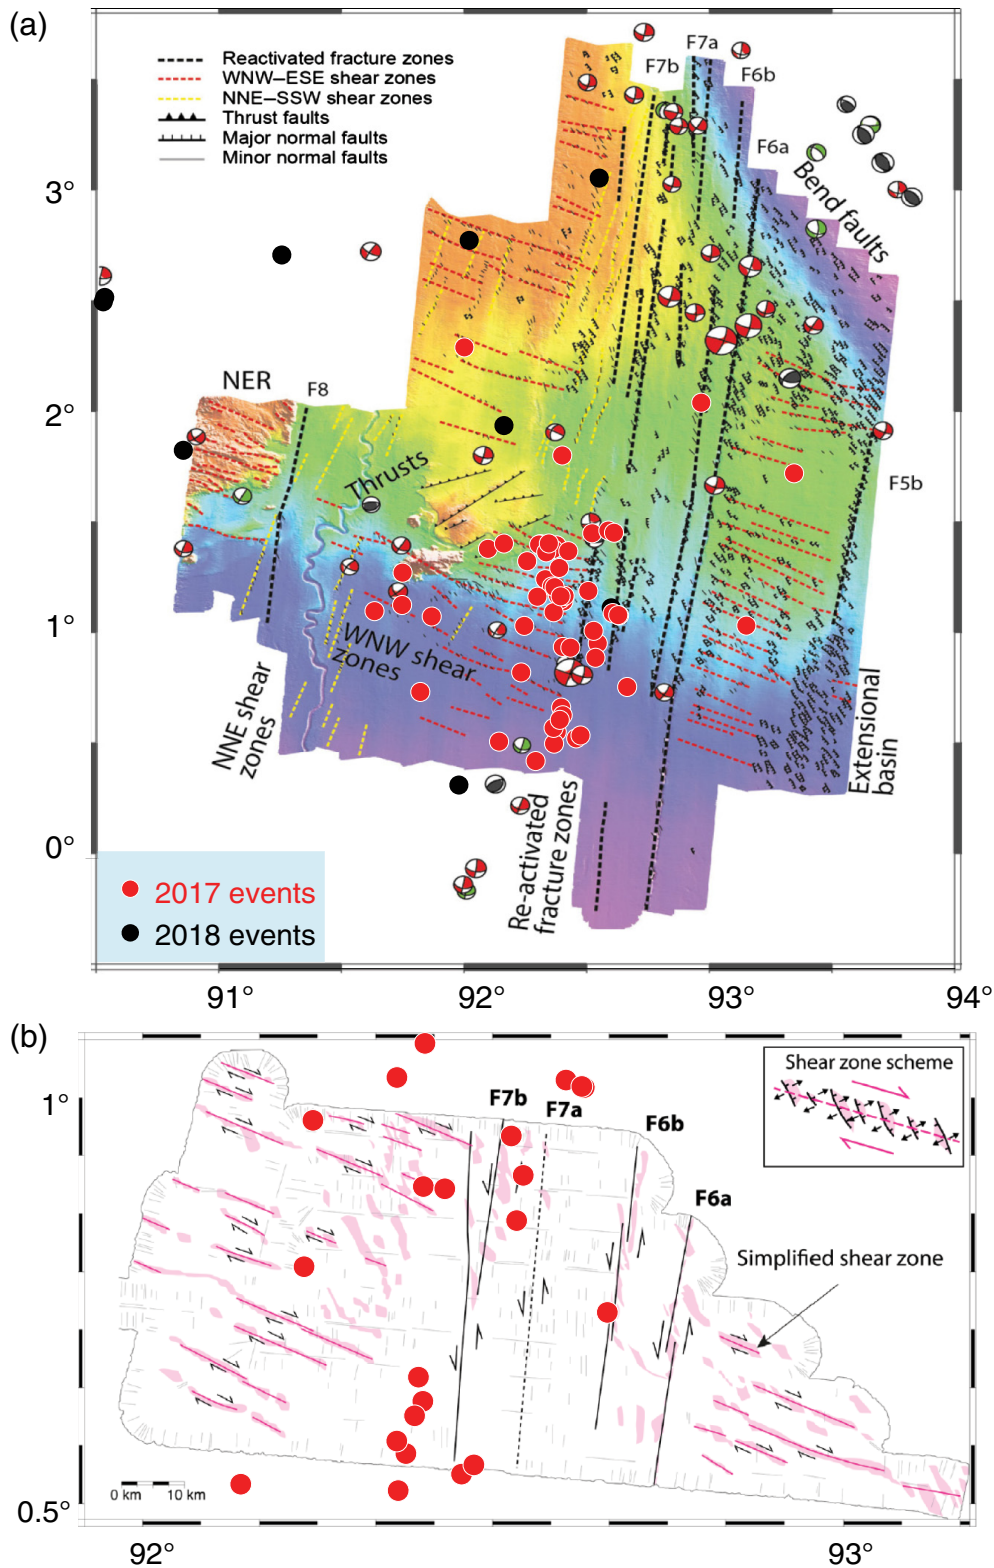 (a)
Reactivated fracture zones
WNW–ESE shear zones
NNE–SSW shear zones
Thrust faults
Major normal faults
Minor normal faults
F7a
F7b
F6b
F6a
Bend faults
3°
NER
F8
2°
Thrusts
F5b
1°
WNW shear
zones
NNE shear
zones
Extensional
basin
Re-activated
fracture zones
0°
2017 events
2018 events
91°
92°
93°
94°
(b)
Shear zone scheme
1°
F7b
F7a
F6b
F6a
Simplified shear zone
0 km
10 km
0.5°
92°
93°